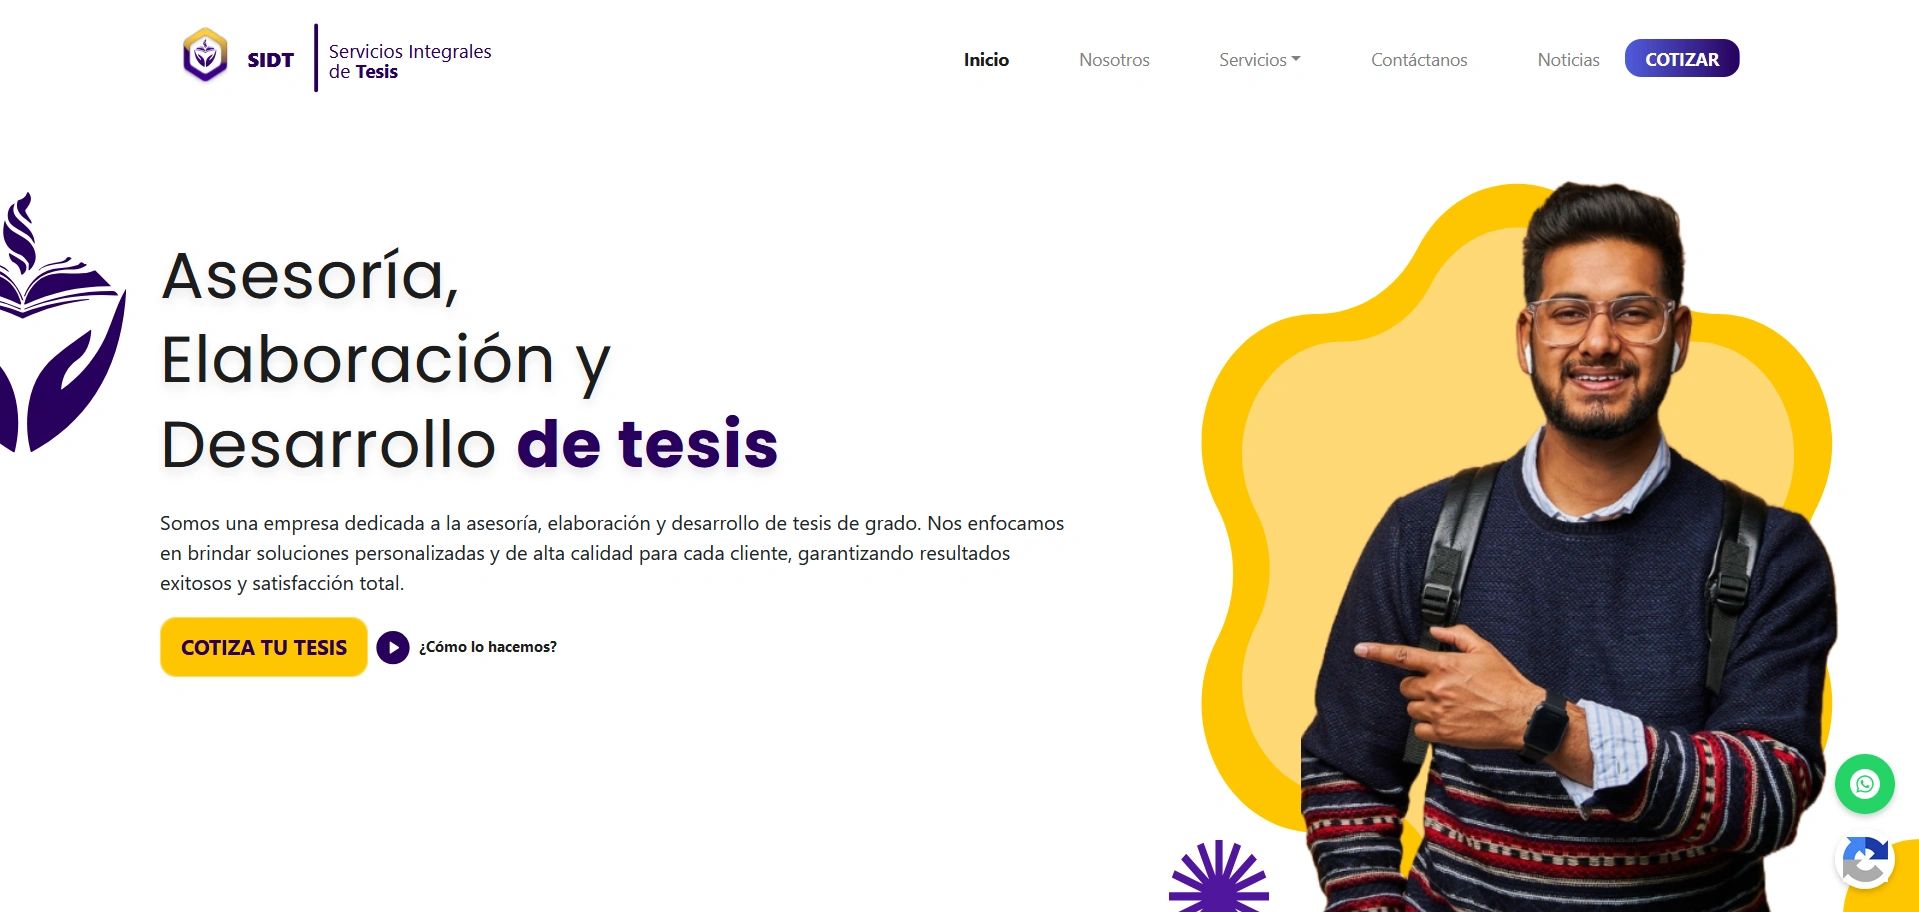 SIDT
Servicios Integrales
de Tesis
Inicio
Nosotros
Servicios
Contáctanos
Noticias
COTIZAR
Asesoría,
Elaboración y
Desarrollo de tesis
Somos una empresa dedicada a la asesoría, elaboración y desarrollo de tesis de grado. Nos enfocamos
en brindar soluciones personalizadas y de alta calidad para cada cliente, garantizando resultados
exitosos y satisfacción total.
COTIZA TU TESIS
¿Cómo lo hacemos?